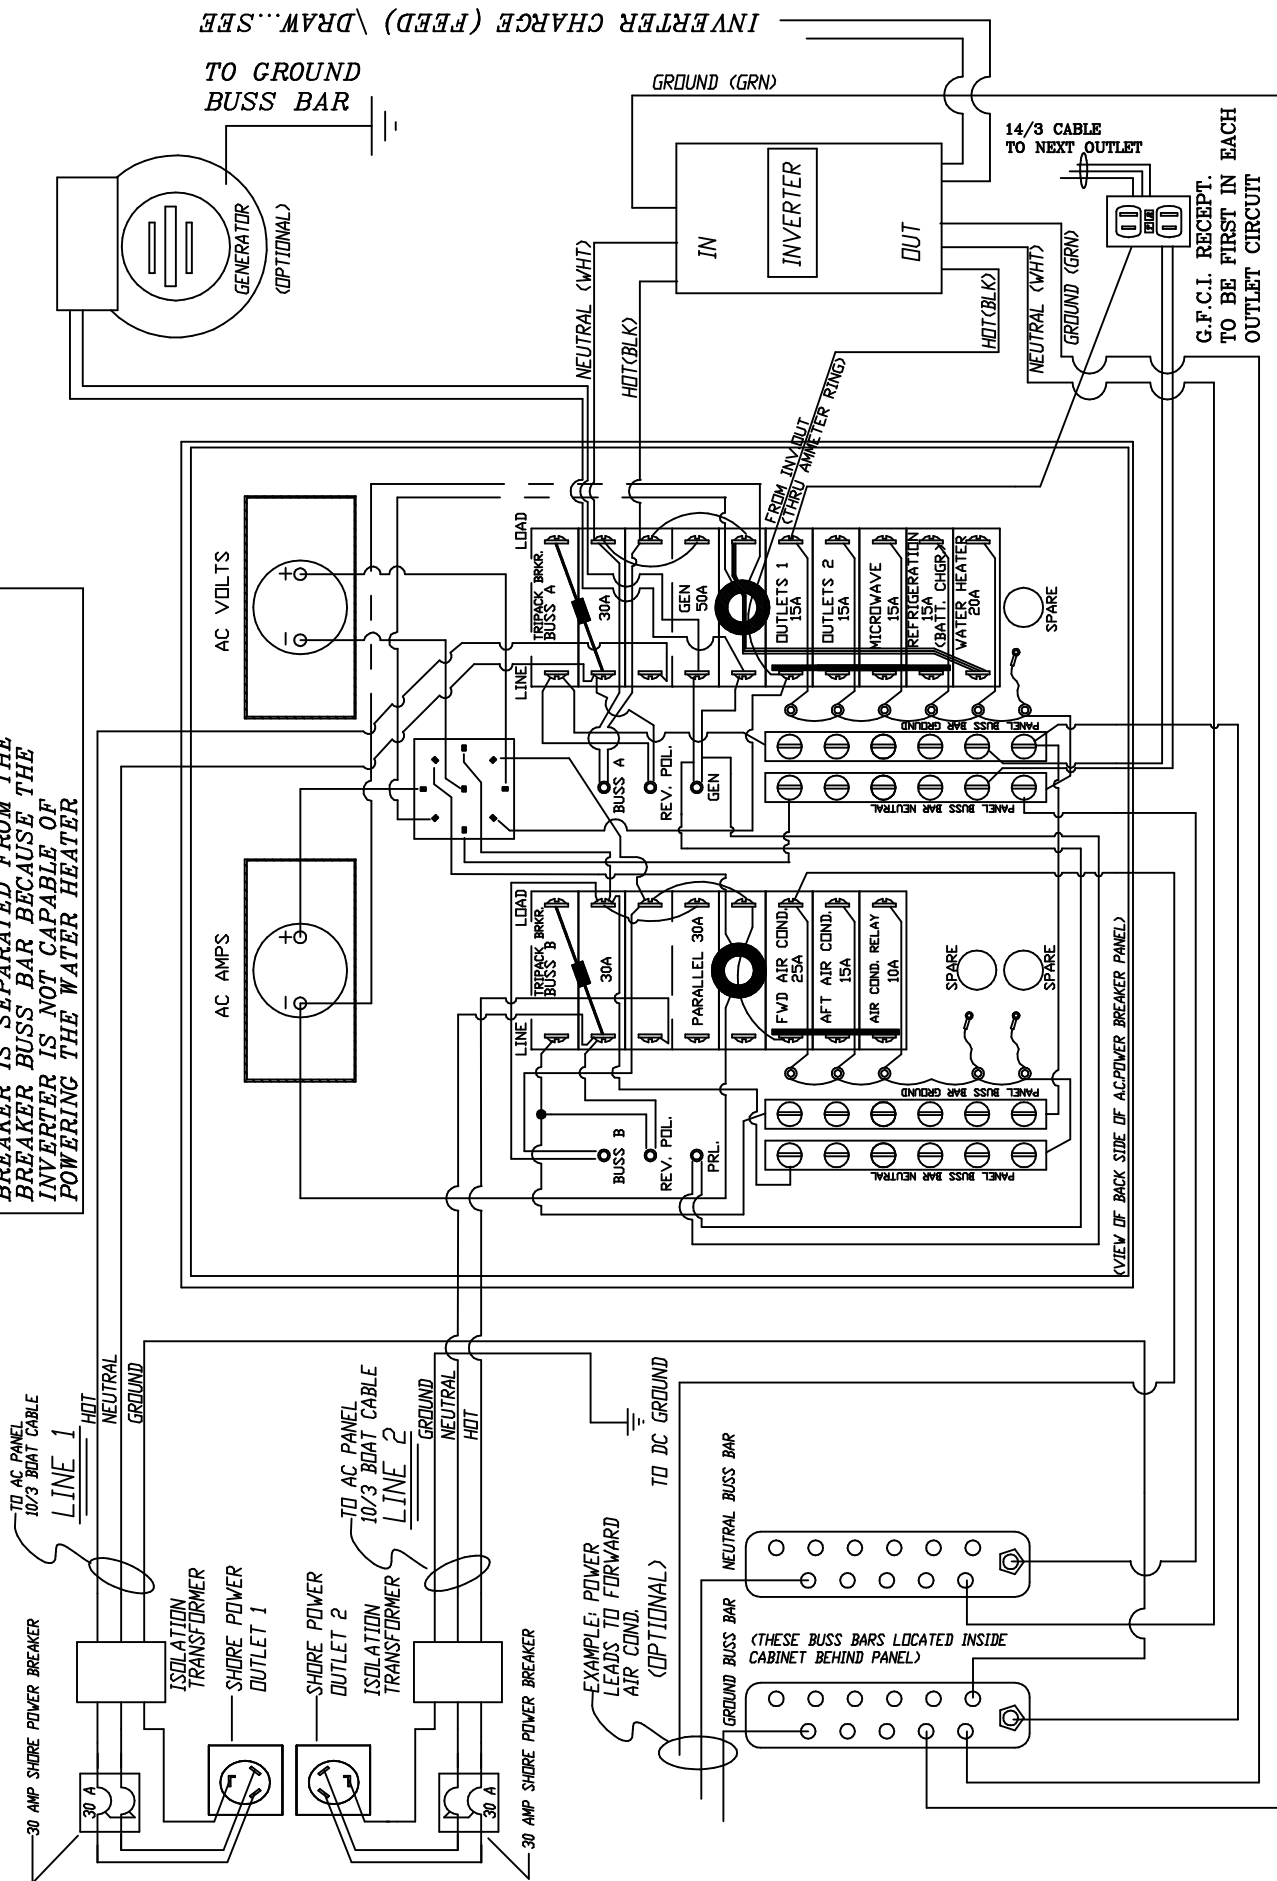 INVERTER CHARGE (FEED) \DRAW...SEE
TO GROUND
BUSS BAR
GROUND (GRN)
14/3 CABLE
TO NEXT OUTLET
G.F.C.I. RECEPT.
TO BE FIRST IN EACH
OUTLET CIRCUIT
GENERATOR
(OPTIONAL)
NEUTRAL (WHT)
HOT(BLK)
IN
INVERTER
OUT
HOT(BLK)
NEUTRAL (WHT)
GROUND (GRN)
FROM INV.OUT
(THRU AMMETER RING)
BREAKER IS SEPARATED FROM THE
BREAKER BUSS BAR BECAUSE THE
INVERTER IS NOT CAPABLE OF
POWERING THE WATER HEATER
AC VOLTS
+
-
LOAD
LINE
TRIPACK BRKR.
BUSS A
30A
GEN
50A
OUTLETS 1
15A
OUTLETS 2
15A
MICROWAVE
15A
REFRIGERATION
15A
(BATT. CHGR.)
WATER HEATER
20A
SPARE
PANEL BUSS BAR GROUND
PANEL BUSS BAR NEUTRAL
BUSS A
REV. POL.
GEN
AC AMPS
+
-
LOAD
LINE
TRIPACK BRKR.
BUSS B
30A
PARALLEL 30A
FWD AIR COND.
25A
AFT AIR COND.
15A
AIR COND. RELAY
10A
SPARE
SPARE
PANEL BUSS BAR GROUND
PANEL BUSS BAR NEUTRAL
BUSS B
REV. POL.
PRL.
(VIEW OF BACK SIDE OF A.C.POWER BREAKER PANEL)
TO AC PANEL
10/3 BOAT CABLE
LINE 1
HOT
NEUTRAL
GROUND
TO AC PANEL
10/3 BOAT CABLE
LINE 2
GROUND
NEUTRAL
HOT
TO DC GROUND
30 AMP SHORE POWER BREAKER
30 A
ISOLATION
TRANSFORMER
SHORE POWER
OUTLET 1
SHORE POWER
OUTLET 2
ISOLATION
TRANSFORMER
30 A
30 AMP SHORE POWER BREAKER
EXAMPLE: POWER
LEADS TO FORWARD
AIR COND.
(OPTIONAL)
NEUTRAL BUSS BAR
GROUND BUSS BAR
(THESE BUSS BARS LOCATED INSIDE
CABINET BEHIND PANEL)